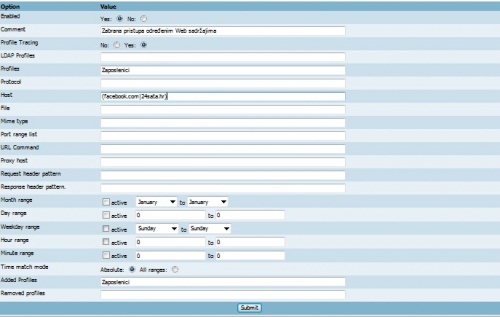 Option Value
Enabled Yes: No:
Comment Zabrana pristupa određenim Web sadržajima
Profile Tracing No: Yes:
LDAP Profiles
Profiles Zaposlenici
Protocol
Host (facebook.com|24sata.hr)
File
Mime type
Port range list
URL Command
Proxy host
Request header pattern
Response header pattern.
Month range active January to January
Day range active 0 to 0
Weekday range active Sunday to Sunday
Hour range active 0 to 0
Minute range active 0 to 0
Time match mode Absolute: All ranges:
Added Profiles Zaposlenici
Removed profiles
Submit